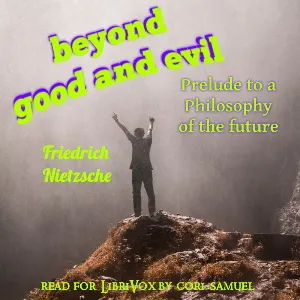 beyond
good and evil
Prelude to a
Philosophy
of the future
Friedrich
Nietzsche
READ FOR LIBRIVOX BY CORI SAMUEL